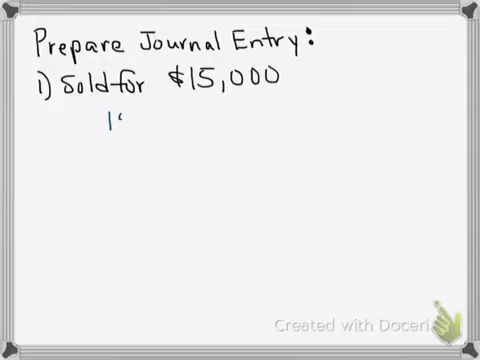 Prepare Journal Entry:
1) Sold for $15,000
Created with Doceri